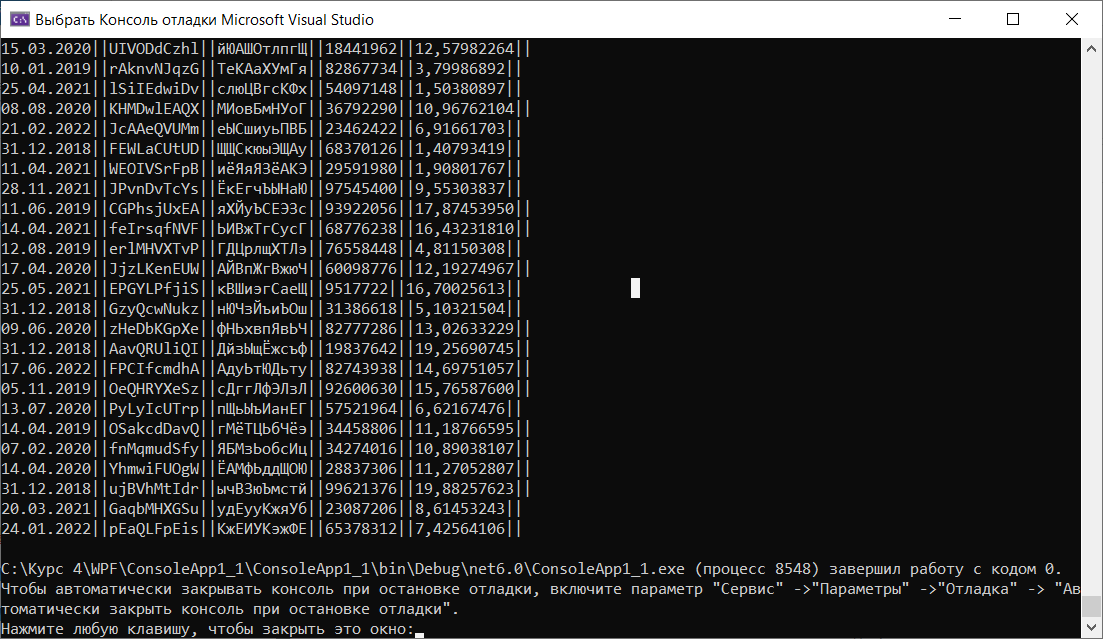 Выбрать Консоль отладки Microsoft Visual Studio
15.03.2020||UIVODdCzhl||йЮАШОтлпгЩ||18441962||12,57982264||
10.01.2019||rAknvNJqzG||ТеКАаХУмГя||82867734||3,79986892||
25.04.2021||lSiIEdwiDv||слюЦВгсКФх||54097148||1,50380897||
08.08.2020||KHMDwlEAQX||МИовБмНУоГ||36792290||10,96762104||
21.02.2022||JcAAeQVUMm||еЫСшиуьПВБ||23462422||6,91661703||
31.12.2018||FEWLaCUtUD||ЩЩСкюыЭЩАу||68370126||1,40793419||
11.04.2021||WEOIVSrFpB||иёЯяЯЗёАКЭ||29591980||1,90801767||
28.11.2021||JPvnDvTcYs||ЁкЕгчЪЫНаЮ||97545400||9,55303837||
11.06.2019||CGPhsjUxEA||яХЙуЪСЕЭЗс||93922056||17,87453950||
14.04.2021||feIrsqfNVF||ЬИВжТгСусГ||68776238||16,43231810||
12.08.2019||erlMHVXTvP||ГДЦрлщХТЛэ||76558448||4,81150308||
17.04.2020||JjzLKenEUW||АЙВпЖгВжюЧ||60098776||12,19274967||
25.05.2021||EPGYLPfjiS||кВШиэгСаеЩ||9517722||16,70025613||
31.12.2018||GzyQcwNukz||нЮЧзЙъиЪОш||31386618||5,10321504||
09.06.2020||zHeDbKGpXe||фНЬхвпЯвЬЧ||82777286||13,02633229||
31.12.2018||AavQRUliQI||ДйзЫщЁжсъф||19837642||19,25690745||
17.06.2022||FPCIfcmdhA||АдуЬтЮДьту||82743938||14,69751057||
05.11.2019||OeQHRYXeSz||сДггЛфЭЛзЛ||92600630||15,76587600||
13.07.2020||PyLyIcUTrp||пЩьЫъИанЕГ||57521964||6,62167476||
14.04.2019||OSakcdDavQ||гМёТЦЬбЧёэ||34458806||11,18766595||
07.02.2020||fnMqmudSfy||ЯБМзЬобсИц||34274016||10,89038107||
14.04.2020||YhmwiFUOgW||ЁАМфЬддЩОЮ||28837306||11,27052807||
31.12.2018||ujBVhMtIdr||ычВЗюЬмстй||99621376||19,88257623||
20.03.2021||GaqbMHXGSu||удЕууКжяУб||23087206||8,61453243||
24.01.2022||pEaQLFpEis||КжЕИУКэжФЕ||65378312||7,42564106||
C:\Курс 4\WPF\ConsoleApp1_1\ConsoleApp1_1\bin\Debug\net6.0\ConsoleApp1_1.exe (процесс 8548) завершил работу с кодом 0.
Чтобы автоматически закрывать консоль при остановке отладки, включите параметр "Сервис" ->"Параметры" ->"Отладка" -> "Ав
томатически закрыть консоль при остановке отладки".
Нажмите любую клавишу, чтобы закрыть это окно: